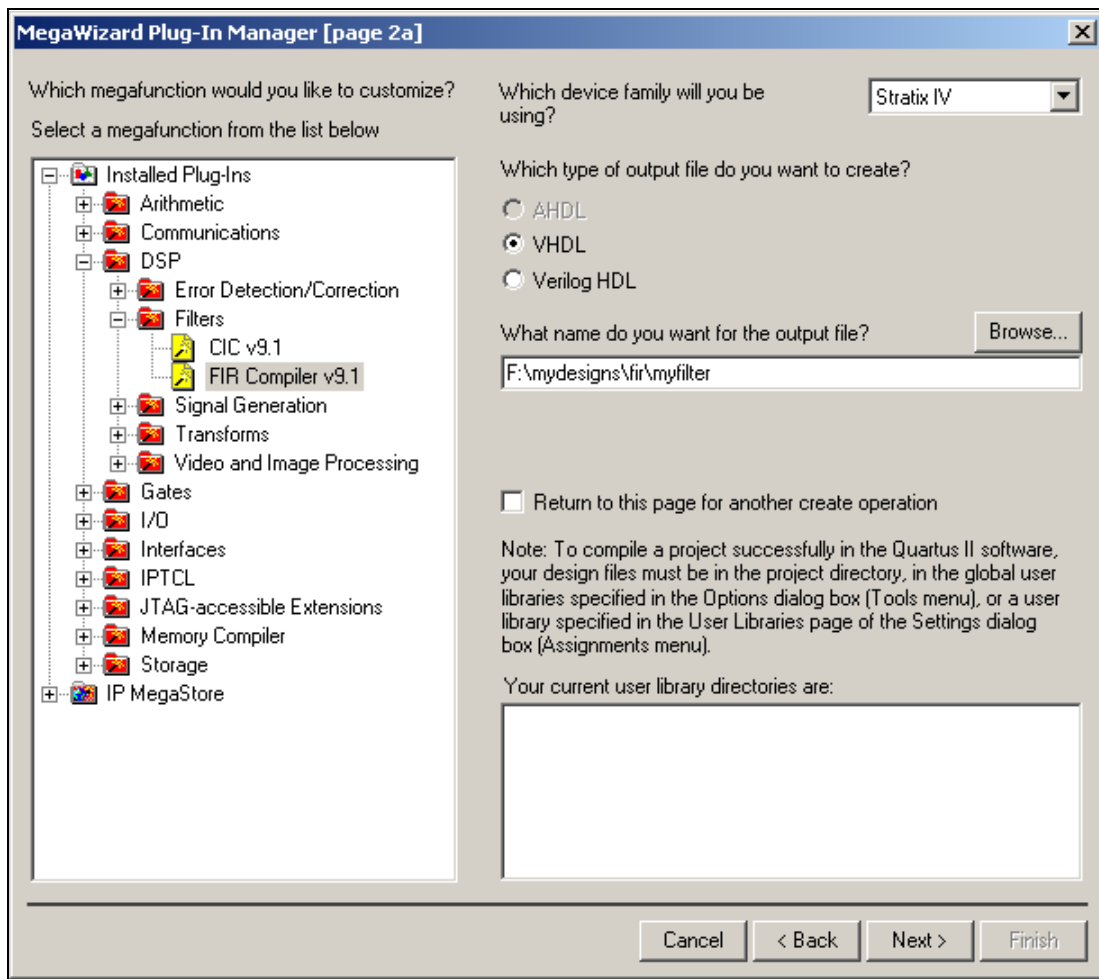 MegaWizard Plug-In Manager [page 2a]
Which megafunction would you like to customize?
Select a megafunction from the list below
Installed Plug-Ins
Arithmetic
Communications
DSP
Error Detection/Correction
Filters
CIC v9.1
FIR Compiler v9.1
Signal Generation
Transforms
Video and Image Processing
Gates
I/O
Interfaces
IPTCL
JTAG-accessible Extensions
Memory Compiler
Storage
IP MegaStore
Which device family will you be
using?
Stratix IV
Which type of output file do you want to create?
AHDL
VHDL
Verilog HDL
What name do you want for the output file?
Browse...
F:\mydesigns\fir\myfilter
Return to this page for another create operation
Note: To compile a project successfully in the Quartus II software,
your design files must be in the project directory, in the global user
libraries specified in the Options dialog box (Tools menu), or a user
library specified in the User Libraries page of the Settings dialog
box (Assignments menu).
Your current user library directories are:
Cancel
< Back
Next >
Finish